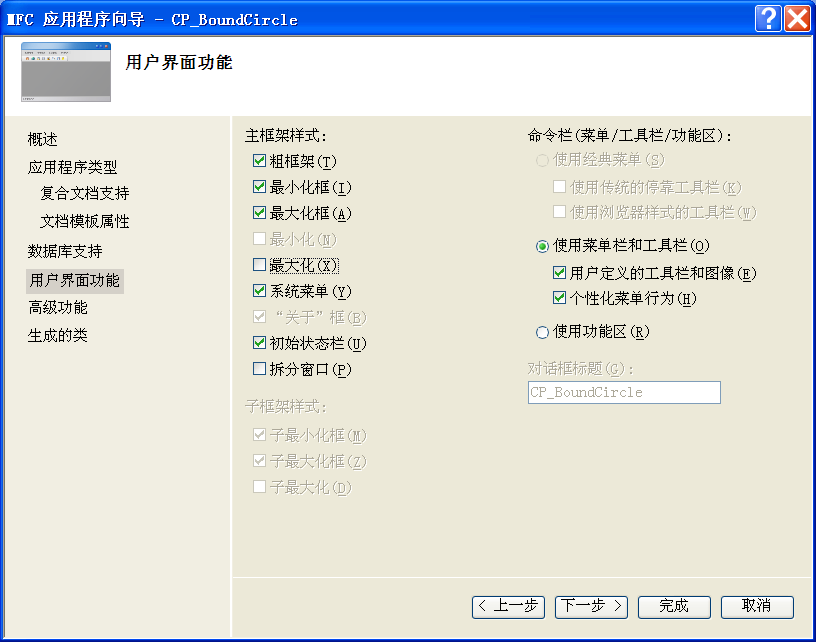 MFC 应用程序向导 - CP_BoundCircle
用户界面功能
概述
应用程序类型
复合文档支持
文档模板属性
数据库支持
用户界面功能
高级功能
生成的类
主框架样式:
粗框架(T)
最小化框(I)
最大化框(A)
最小化(N)
最大化(X)
系统菜单(Y)
“关于”框(B)
初始状态栏(U)
拆分窗口(P)
子框架样式:
子最小化框(M)
子最大化框(Z)
子最大化(D)
命令栏(菜单/工具栏/功能区):
使用经典菜单(S)
使用传统的停靠工具栏(K)
使用浏览器样式的工具栏(W)
使用菜单栏和工具栏(O)
用户定义的工具栏和图像(E)
个性化菜单行为(H)
使用功能区(R)
对话框标题(G):
CP_BoundCircle
< 上一步
下一步 >
完成
取消